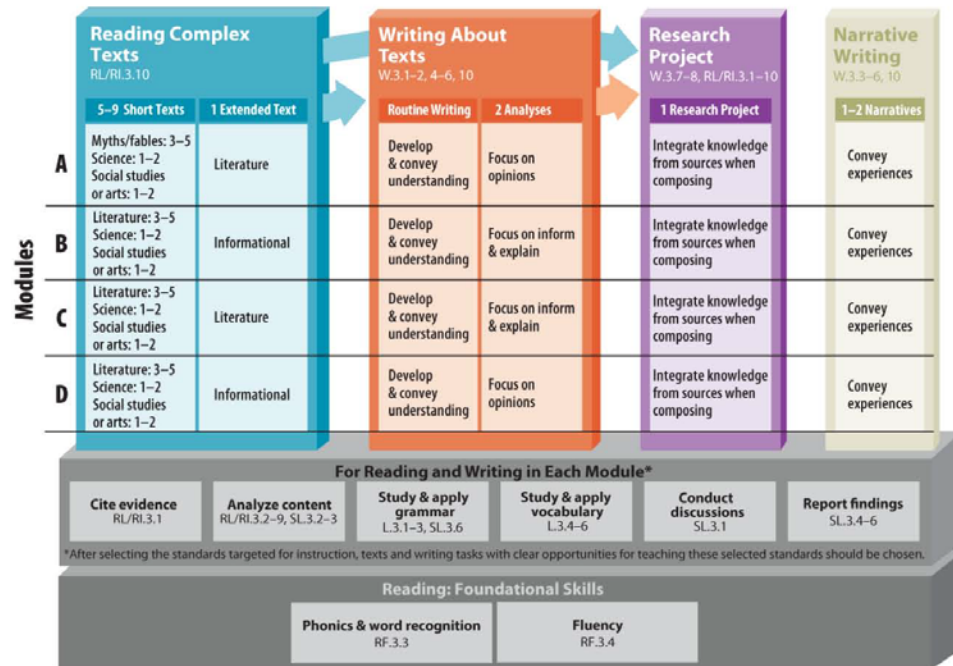 Reading Complex
Texts
RL/RI.3.10
5–9 Short Texts
1 Extended Text
Writing About
Texts
W.3.1–2, 4–6, 10
Routine Writing
2 Analyses
Research
Project
W.3.7–8, RL/RI.3.1–10
1 Research Project
Narrative
Writing
W.3.3–6, 10
1–2 Narratives
Modules
A
Myths/fables: 3–5
Science: 1–2
Social studies
or arts: 1–2
Literature
Develop
& convey
understanding
Focus on
opinions
Integrate knowledge
from sources when
composing
Convey
experiences
B
Literature: 3–5
Science: 1–2
Social studies
or arts: 1–2
Informational
Develop
& convey
understanding
Focus on inform
& explain
Integrate knowledge
from sources when
composing
Convey
experiences
C
Literature: 3–5
Science: 1–2
Social studies
or arts: 1–2
Literature
Develop
& convey
understanding
Focus on inform
& explain
Integrate knowledge
from sources when
composing
Convey
experiences
D
Literature: 3–5
Science: 1–2
Social studies
or arts: 1–2
Informational
Develop
& convey
understanding
Focus on
opinions
Integrate knowledge
from sources when
composing
Convey
experiences
For Reading and Writing in Each Module*
Cite evidence
RL/RI.3.1
Analyze content
RL/RI.3.2–9, SL.3.2–3
Study & apply
grammar
L.3.1–3, SL.3.6
Study & apply
vocabulary
L.3.4–6
Conduct
discussions
SL.3.1
Report findings
SL.3.4–6
*After selecting the standards targeted for instruction, texts and writing tasks with clear opportunities for teaching these selected standards should be chosen.
Reading: Foundational Skills
Phonics & word recognition
RF.3.3
Fluency
RF.3.4